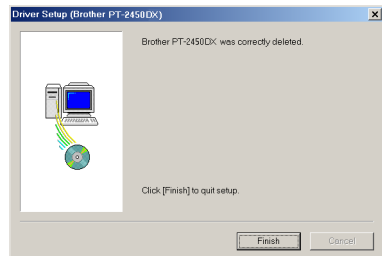 Driver Setup (Brother PT-2450DX)
Brother PT-2450DX was correctly deleted.
Click [Finish] to quit setup.
Finish
Cancel